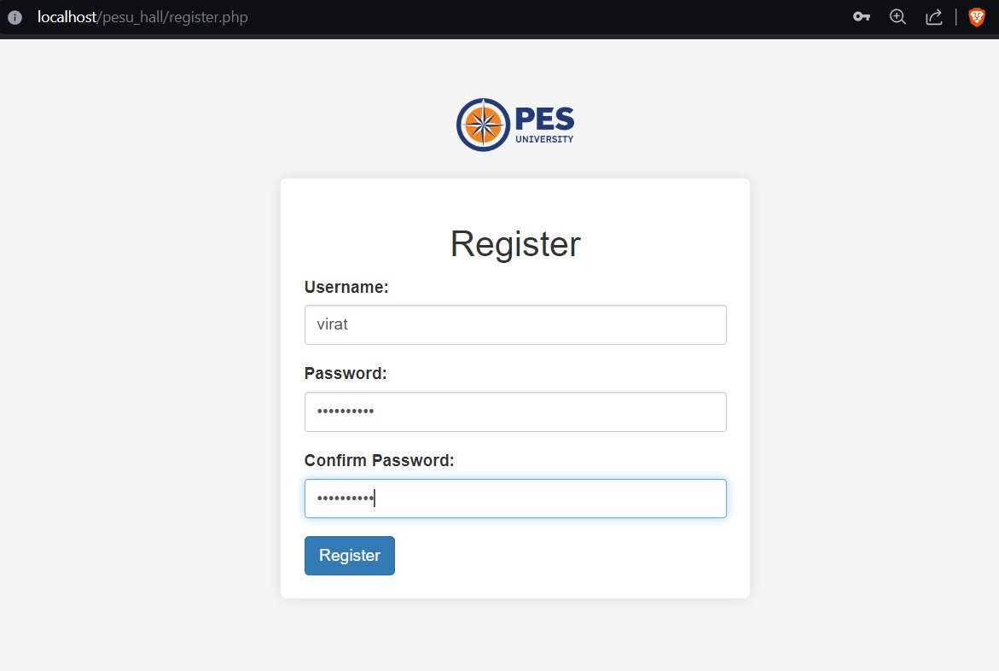 localhost/pesu_hall/register.php
PES
UNIVERSITY
Register
Username:
virat
Password:
••••••••••
Confirm Password:
••••••••••
Register